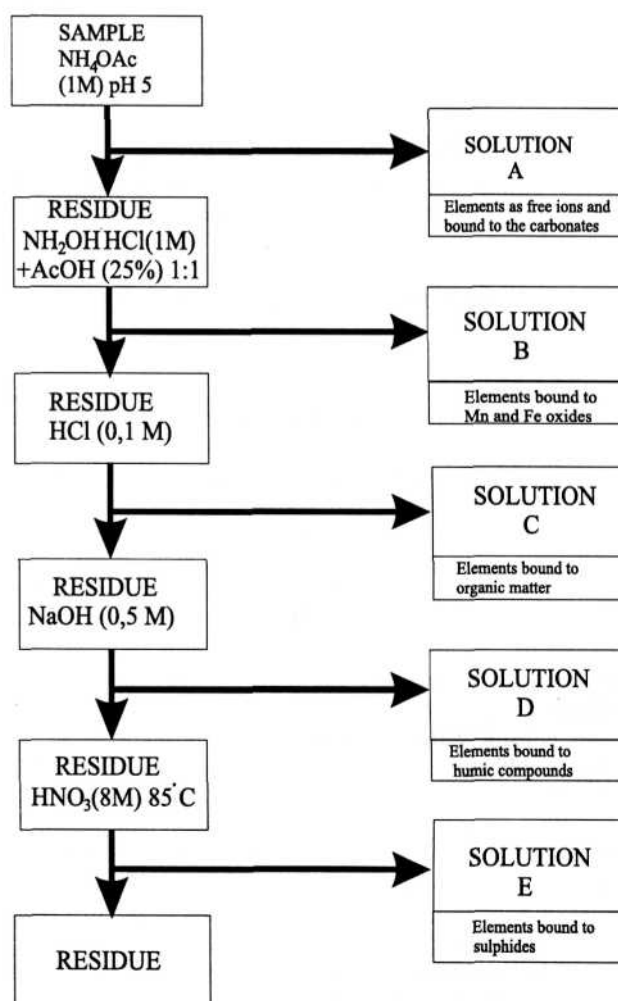 SAMPLE
NH₄OAc
(1M) pH 5
SOLUTION
A
Elements as free ions and
bound to the carbonates
RESIDUE
NH₂OH HCl(1M)
+AcOH (25%) 1:1
SOLUTION
B
Elements bound to
Mn and Fe oxides
RESIDUE
HCl (0,1 M)
SOLUTION
C
Elements bound to
organic matter
RESIDUE
NaOH (0,5 M)
SOLUTION
D
Elements bound to
humic compounds
RESIDUE
HNO₃(8M) 85°C
SOLUTION
E
Elements bound to
sulphides
RESIDUE